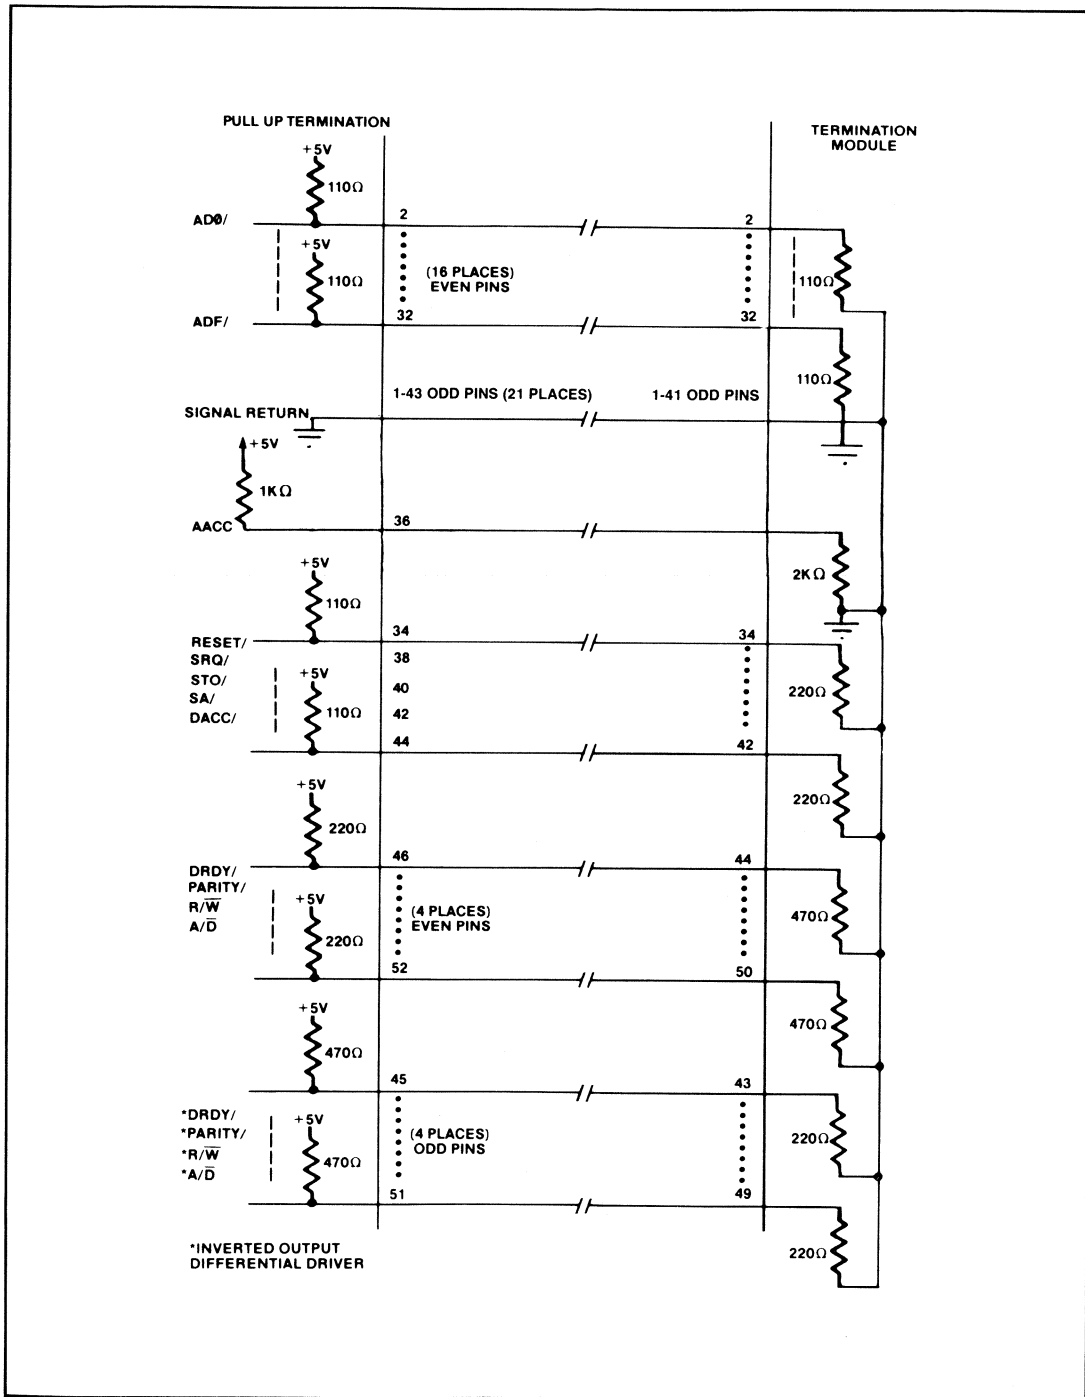 PULL UP TERMINATION
TERMINATION
MODULE
+5V
110Ω
AD0/
2
2
+5V
110Ω
(16 PLACES)
EVEN PINS
110Ω
ADF/
32
32
110Ω
1-43 ODD PINS (21 PLACES)
1-41 ODD PINS
SIGNAL RETURN
+5V
1KΩ
AACC
36
2KΩ
+5V
110Ω
RESET/
34
34
SRQ/
38
STO/
+5V
40
SA/
110Ω
42
DACC/
220Ω
44
42
+5V
220Ω
220Ω
DRDY/
46
44
PARITY/
R/W̅
+5V
(4 PLACES)
EVEN PINS
A/D̅
220Ω
470Ω
52
50
+5V
470Ω
470Ω
45
43
*DRDY/
+5V
*PARITY/
(4 PLACES)
ODD PINS
*R/W̅
470Ω
*A/D̅
220Ω
51
49
*INVERTED OUTPUT
DIFFERENTIAL DRIVER
220Ω